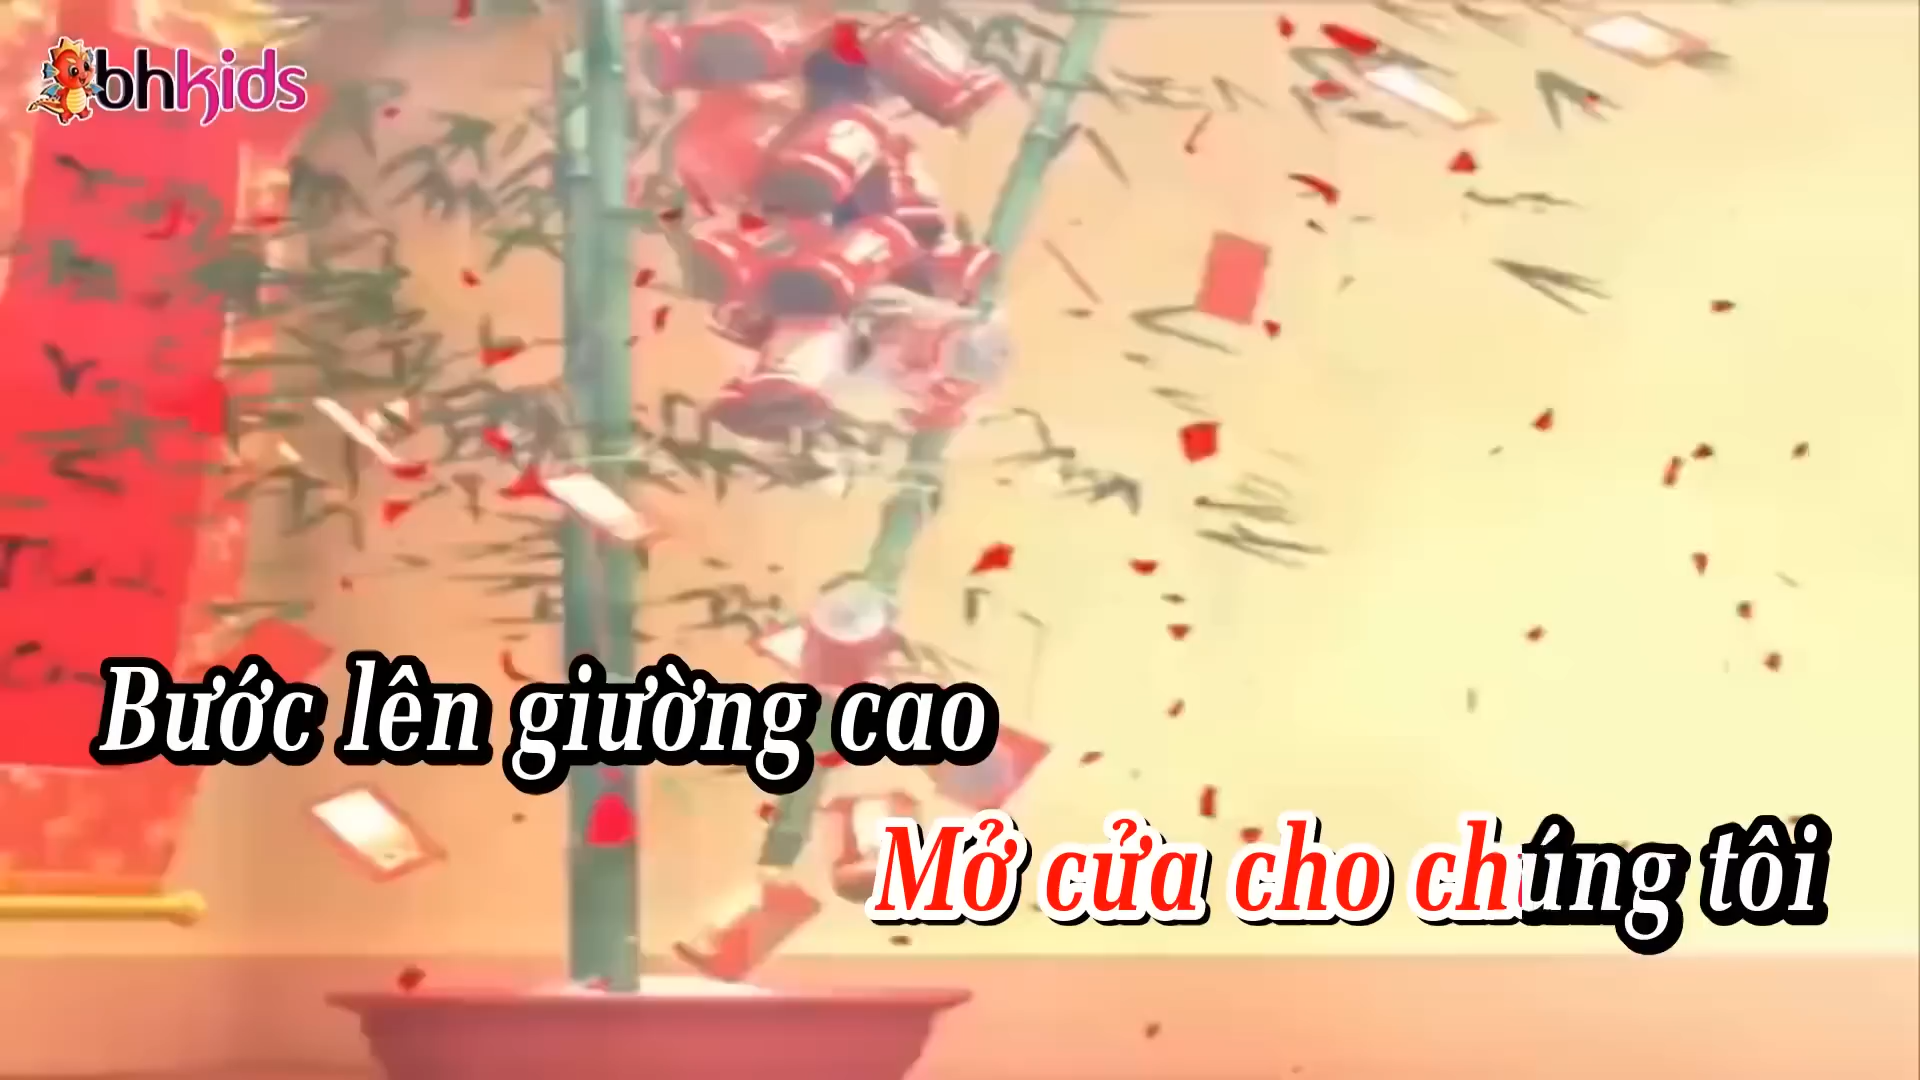 bhkids
Bước lên giường cao
Mở cửa cho chúng tôi